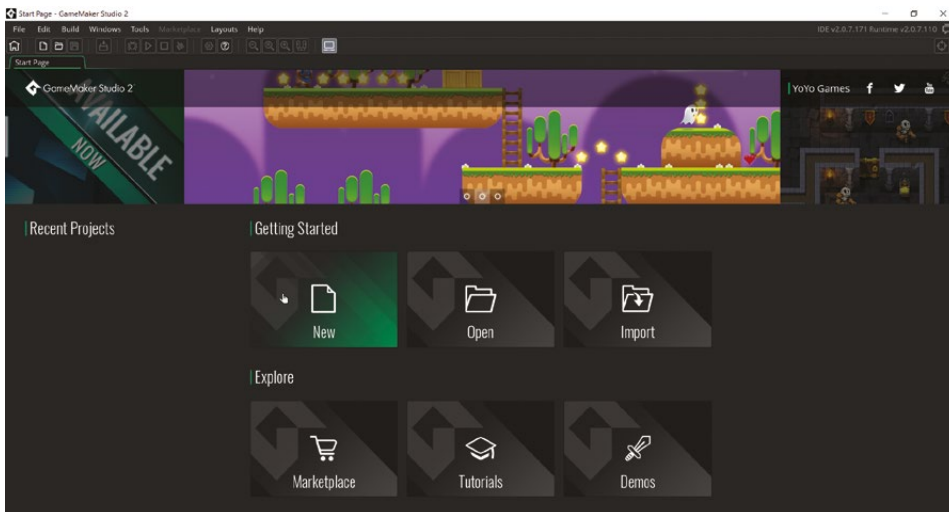 Start Page - GameMaker Studio 2
File Edit Build Windows Tools Marketplace Layouts Help
IDE v2.0.7.171 Runtime v2.0.7.110
Start Page
GameMaker Studio 2
AVAILABLE
NOW
YoYo Games
Recent Projects
Getting Started
New
Open
Import
Explore
Marketplace
Tutorials
Demos